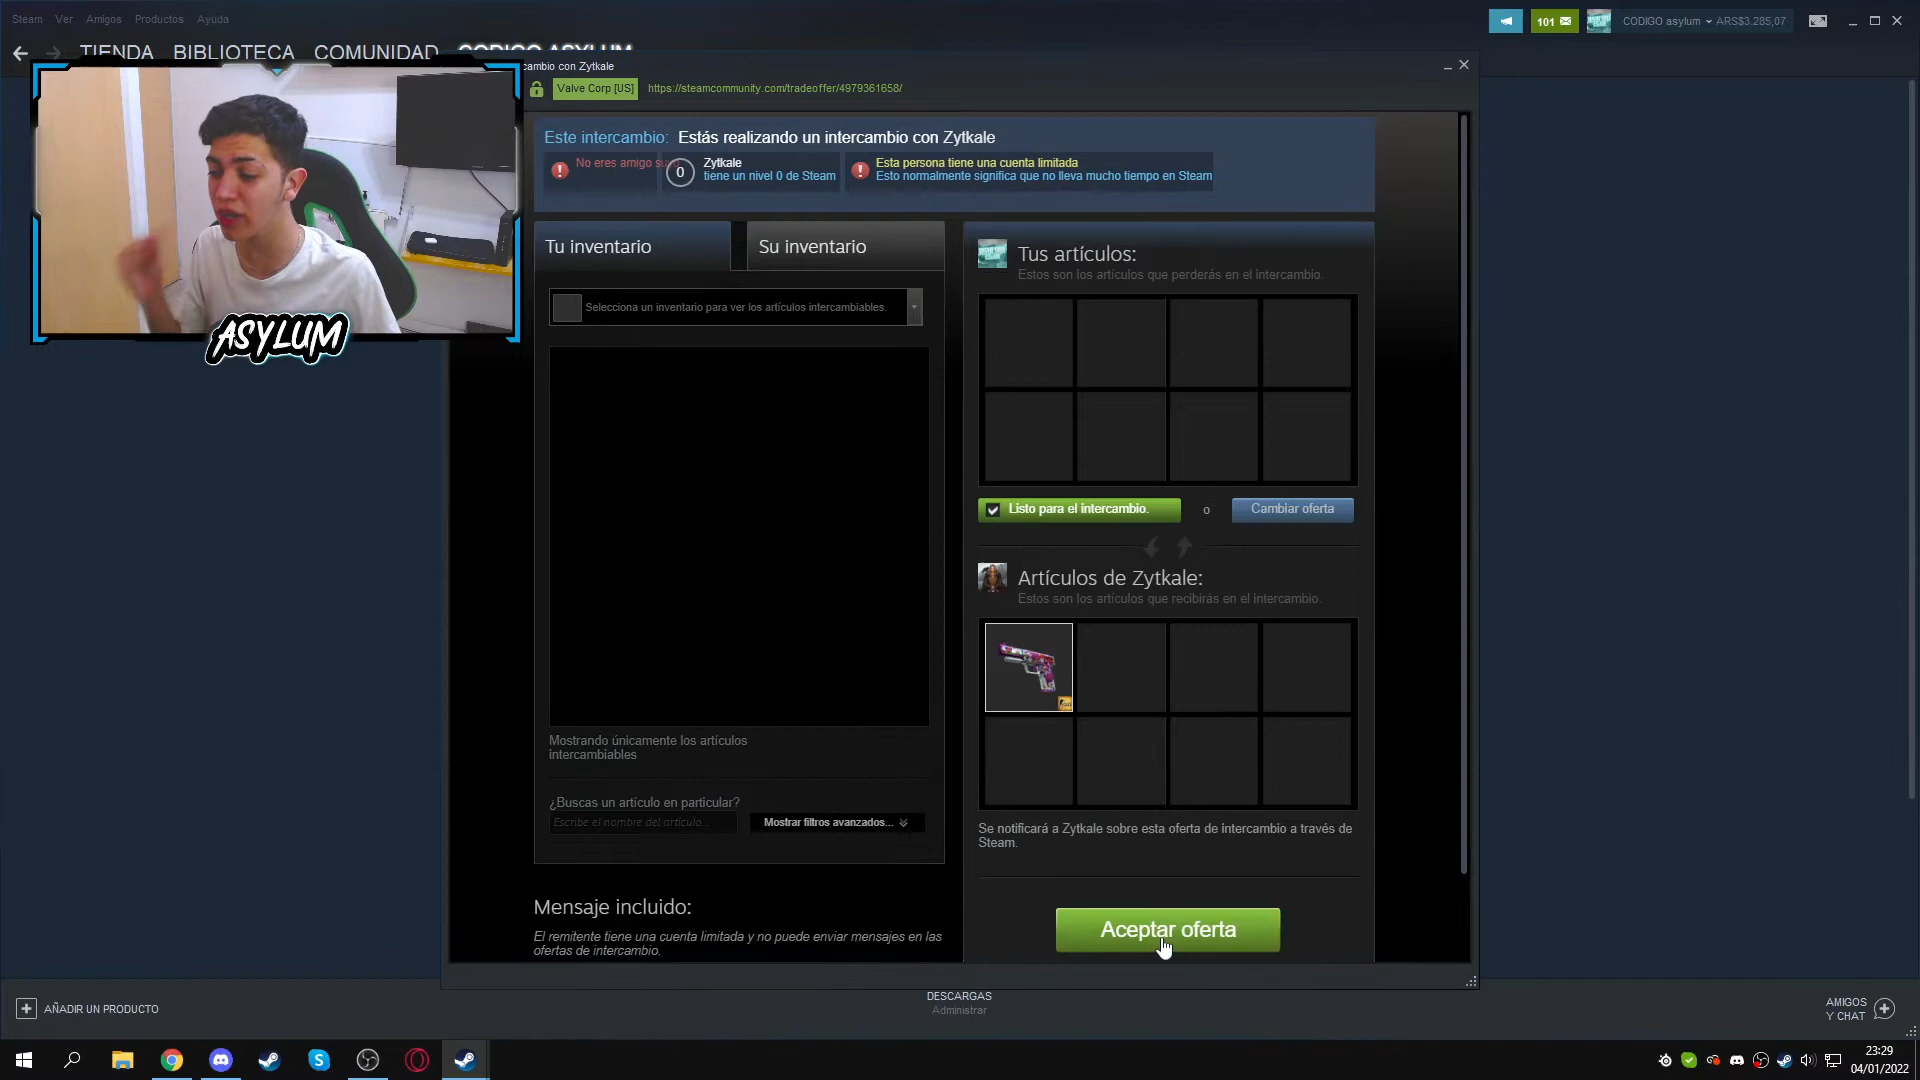 Steam Ver Amigos Productos Ayuda
101 CODIGO asylum ARS$3.285,07
TIENDA BIBLIOTECA COMUNIDAD CODIGO ASYLUM
cambio con Zytkale
Valve Corp [US] https://steamcommunity.com/tradeoffer/4979361658/
Este intercambio: Estás realizando un intercambio con Zytkale
No eres amigo suyo
0
Zytkale
tiene un nivel 0 de Steam
Esta persona tiene una cuenta limitada
Esto normalmente significa que no lleva mucho tiempo en Steam
ASYLUM
Tu inventario
Su inventario
Selecciona un inventario para ver los artículos intercambiables.
Mostrando únicamente los artículos
intercambiables
¿Buscas un artículo en particular?
Escribe el nombre del artículo...
Mostrar filtros avanzados...
Mensaje incluido:
El remitente tiene una cuenta limitada y no puede enviar mensajes en las
ofertas de intercambio.
Tus artículos:
Estos son los artículos que perderás en el intercambio.
Listo para el intercambio. o Cambiar oferta
Artículos de Zytkale:
Estos son los artículos que recibirás en el intercambio.
Se notificará a Zytkale sobre esta oferta de intercambio a través de
Steam.
Aceptar oferta
AÑADIR UN PRODUCTO
DESCARGAS
Administrar
AMIGOS
Y CHAT
23:29
04/01/2022